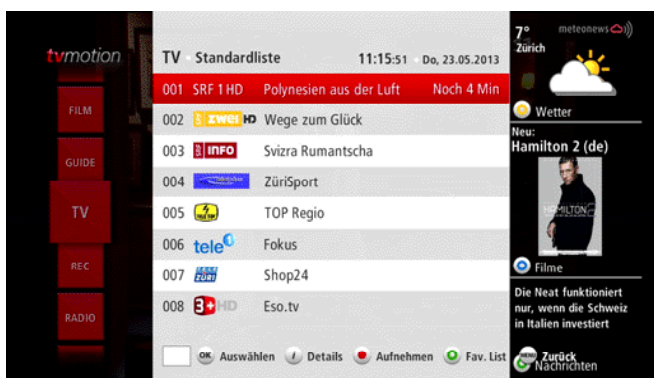 tvmotion
FILM
GUIDE
TV
REC
RADIO
TV Standardliste 11:15:51 Do, 23.05.2013
001 SRF 1 HD Polynesien aus der Luft Noch 4 Min
002 SRF zwei HD Wege zum Glück
003 SRF INFO Svizra Rumantscha
004 ZüriSport
005 TOP Regio
006 tele Fokus
007 ZÜRI Shop24
008 3+ HD Eso.tv
OK Auswählen i Details Aufnehmen Fav. List
7° meteonews
Zürich
Wetter
Neu:
Hamilton 2 (de)
HAMILTON
Filme
Die Neat funktioniert
nur, wenn die Schweiz
in Italien investiert
MENU Zurück
Nachrichten